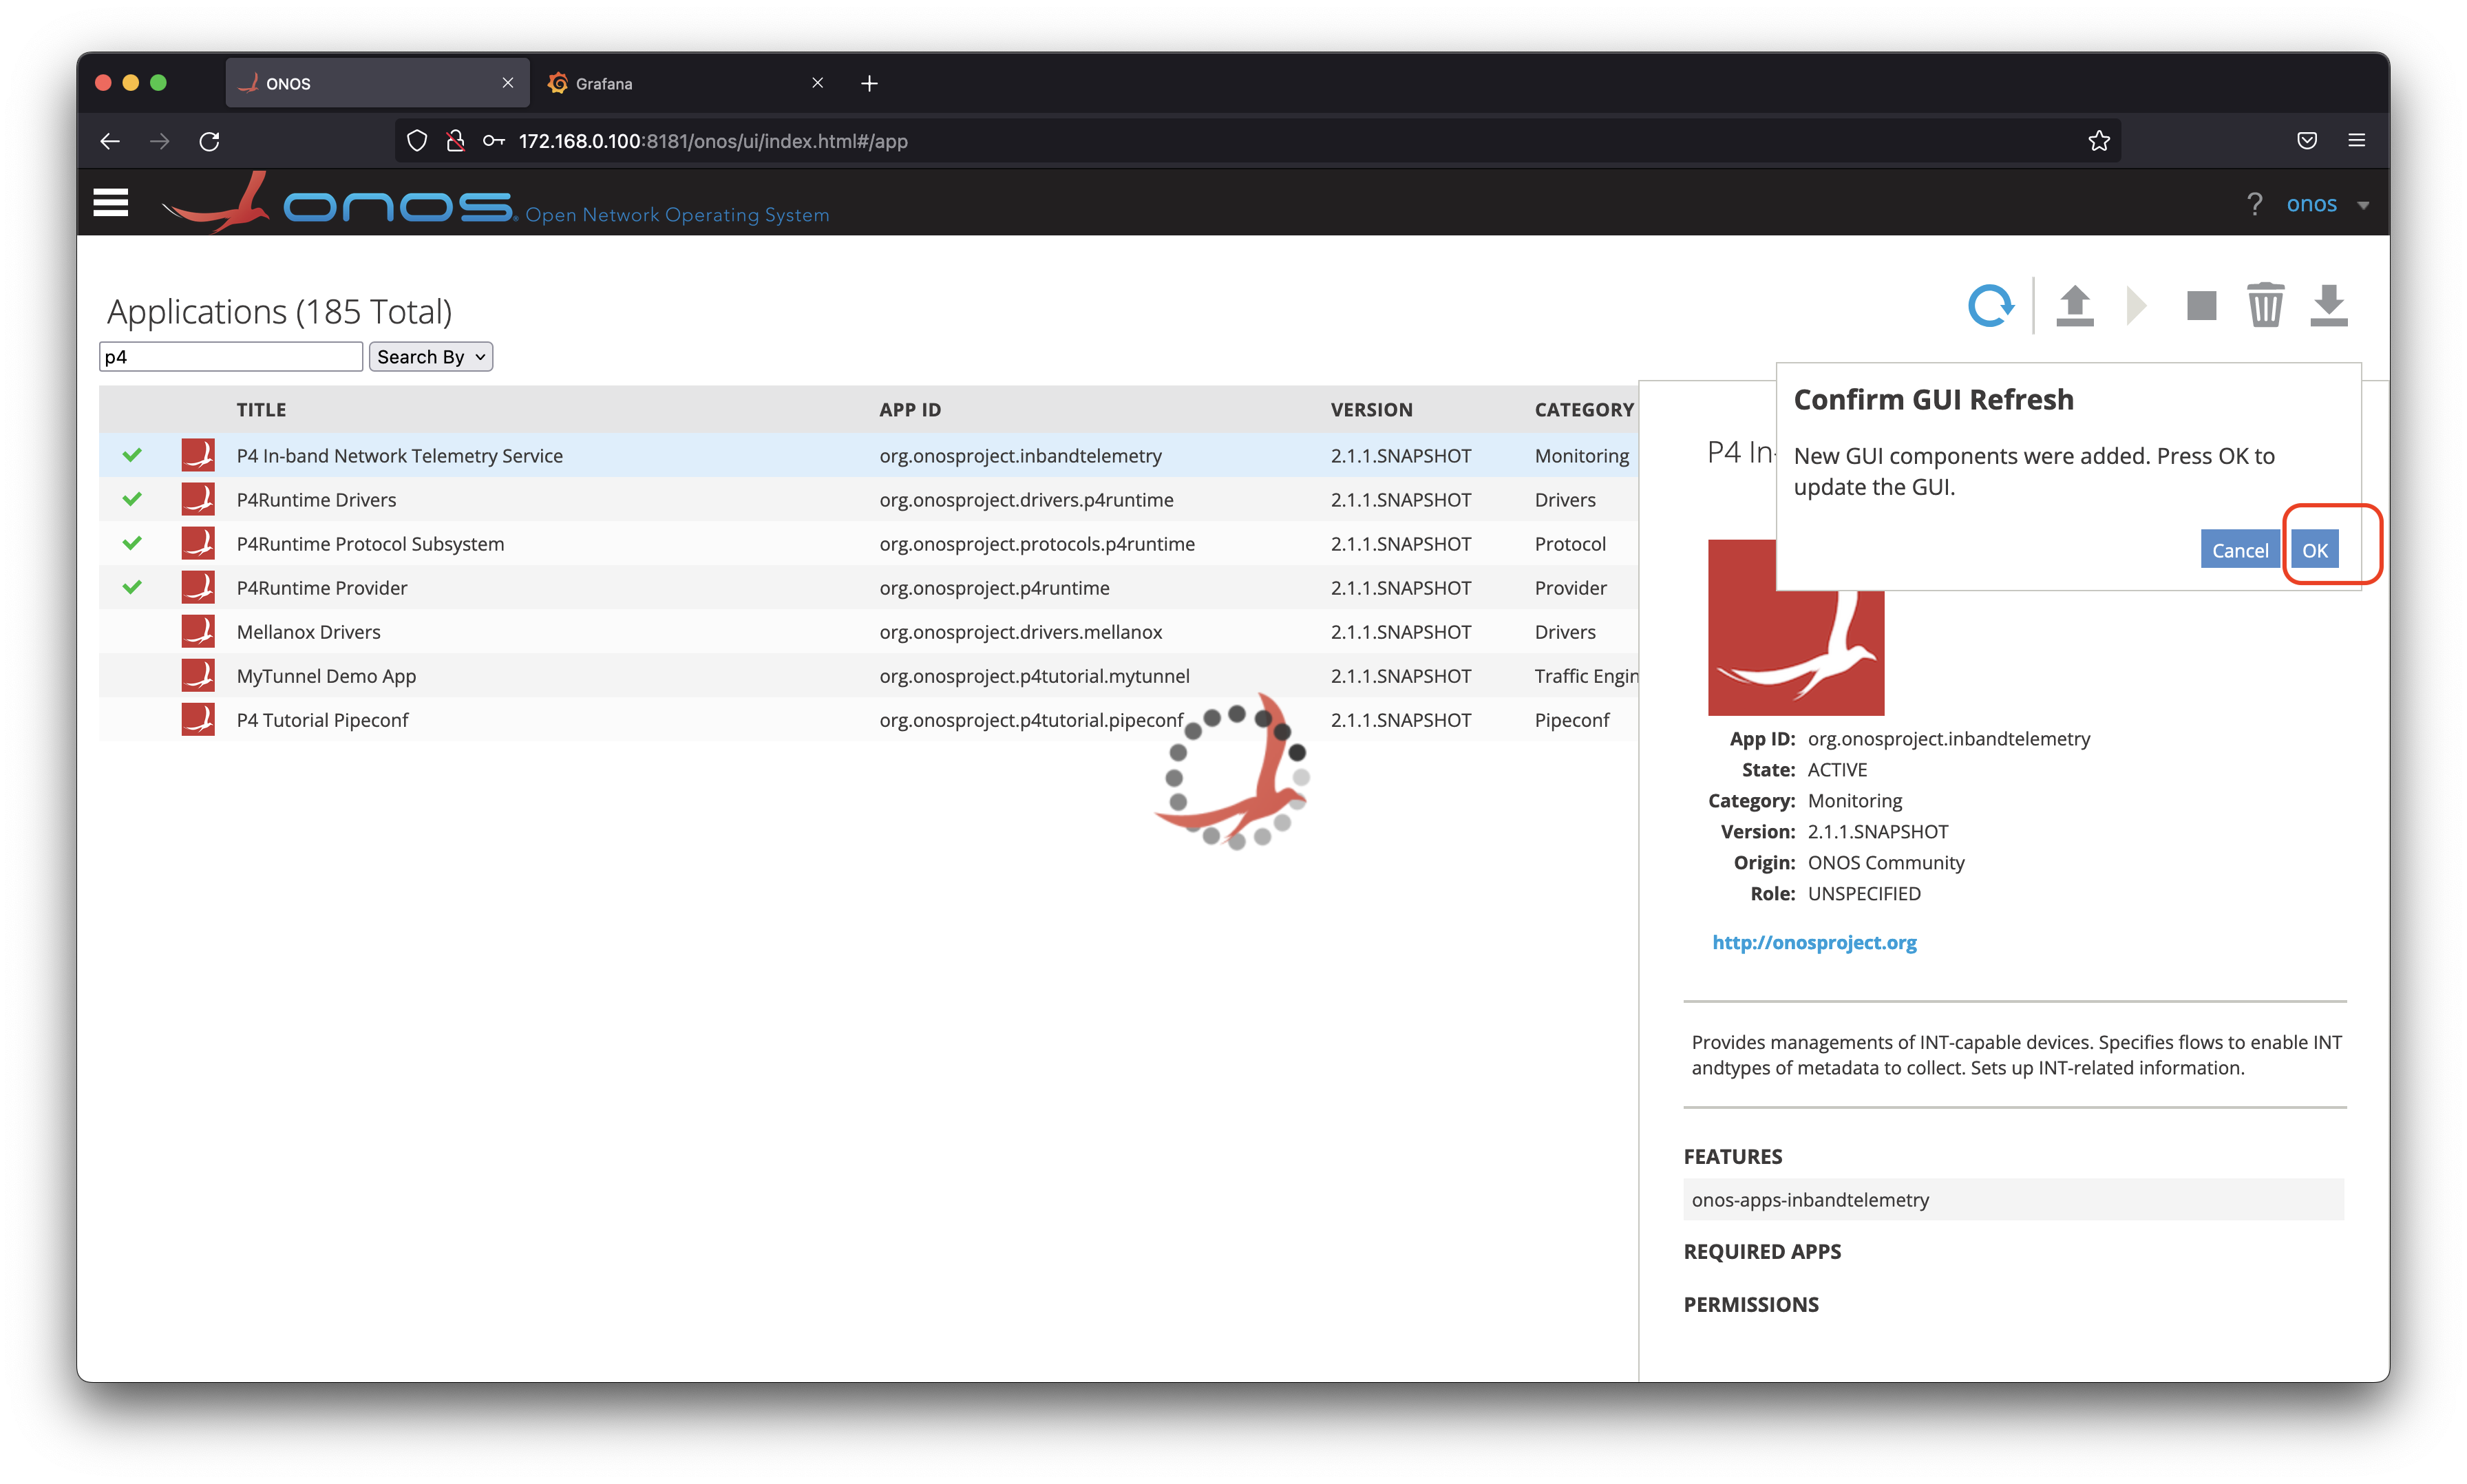 ONOS
Grafana
172.168.0.100:8181/onos/ui/index.html#/app
onos Open Network Operating System
? onos
Applications (185 Total)
p4 Search By
TITLE APP ID VERSION CATEGORY
P4 In-band Network Telemetry Service org.onosproject.inbandtelemetry 2.1.1.SNAPSHOT Monitoring
P4Runtime Drivers org.onosproject.drivers.p4runtime 2.1.1.SNAPSHOT Drivers
P4Runtime Protocol Subsystem org.onosproject.protocols.p4runtime 2.1.1.SNAPSHOT Protocol
P4Runtime Provider org.onosproject.p4runtime 2.1.1.SNAPSHOT Provider
Mellanox Drivers org.onosproject.drivers.mellanox 2.1.1.SNAPSHOT Drivers
MyTunnel Demo App org.onosproject.p4tutorial.mytunnel 2.1.1.SNAPSHOT Traffic Engin
P4 Tutorial Pipeconf org.onosproject.p4tutorial.pipeconf 2.1.1.SNAPSHOT Pipeconf
Confirm GUI Refresh
New GUI components were added. Press OK to
update the GUI.
Cancel OK
P4 In-
App ID: org.onosproject.inbandtelemetry
State: ACTIVE
Category: Monitoring
Version: 2.1.1.SNAPSHOT
Origin: ONOS Community
Role: UNSPECIFIED
http://onosproject.org
Provides managements of INT-capable devices. Specifies flows to enable INT
andtypes of metadata to collect. Sets up INT-related information.
FEATURES
onos-apps-inbandtelemetry
REQUIRED APPS
PERMISSIONS